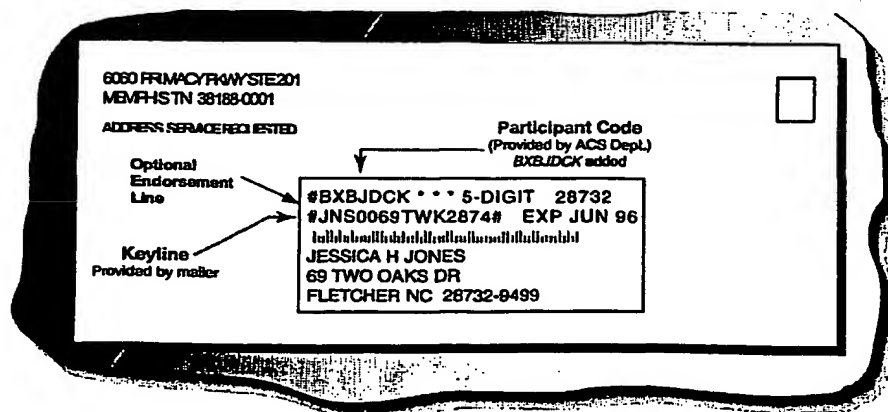 6060 PRIMACY PKWY STE 201
MEMPHIS TN 38188-0001
ADDRESS SERVICE REQUESTED
Participant Code
(Provided by ACS Dept.)
BXBJDCK added
Optional
Endorsement
Line
#BXBJDCK * * * 5-DIGIT 28732
#JNS0069TWK2874# EXP JUN 96
Keyline
Provided by mailer
JESSICA H JONES
69 TWO OAKS DR
FLETCHER NC 28732-9499